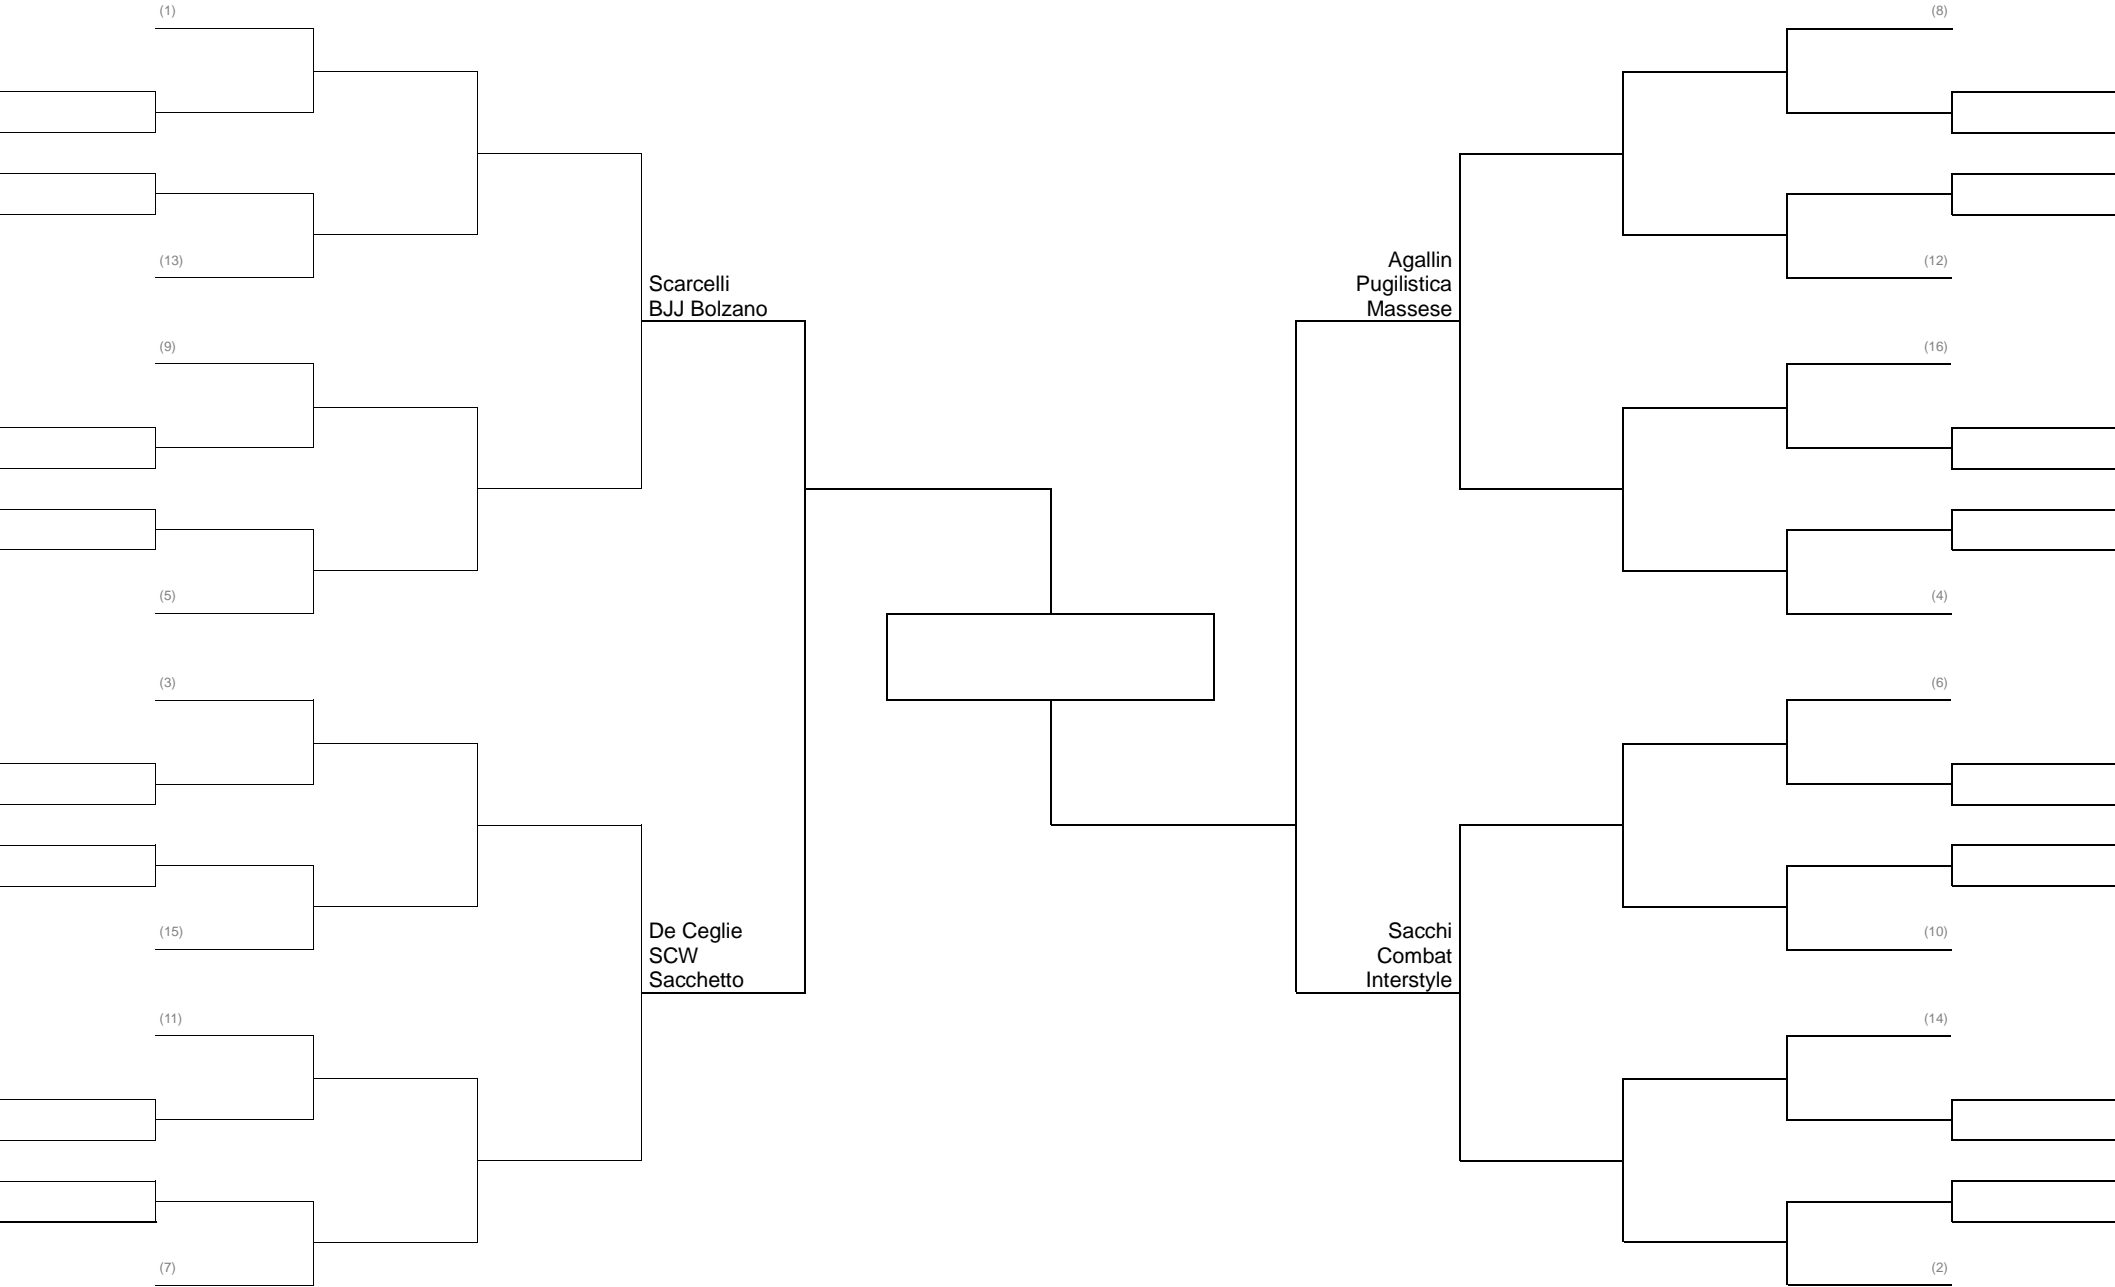 (1)
(8)
(13)
(12)
Scarcelli
BJJ Bolzano
Agallin
Pugilistica
Massese
(9)
(16)
(5)
(4)
(3)
(6)
(15)
(10)
De Ceglie
SCW
Sacchetto
Sacchi
Combat
Interstyle
(11)
(14)
(7)
(2)